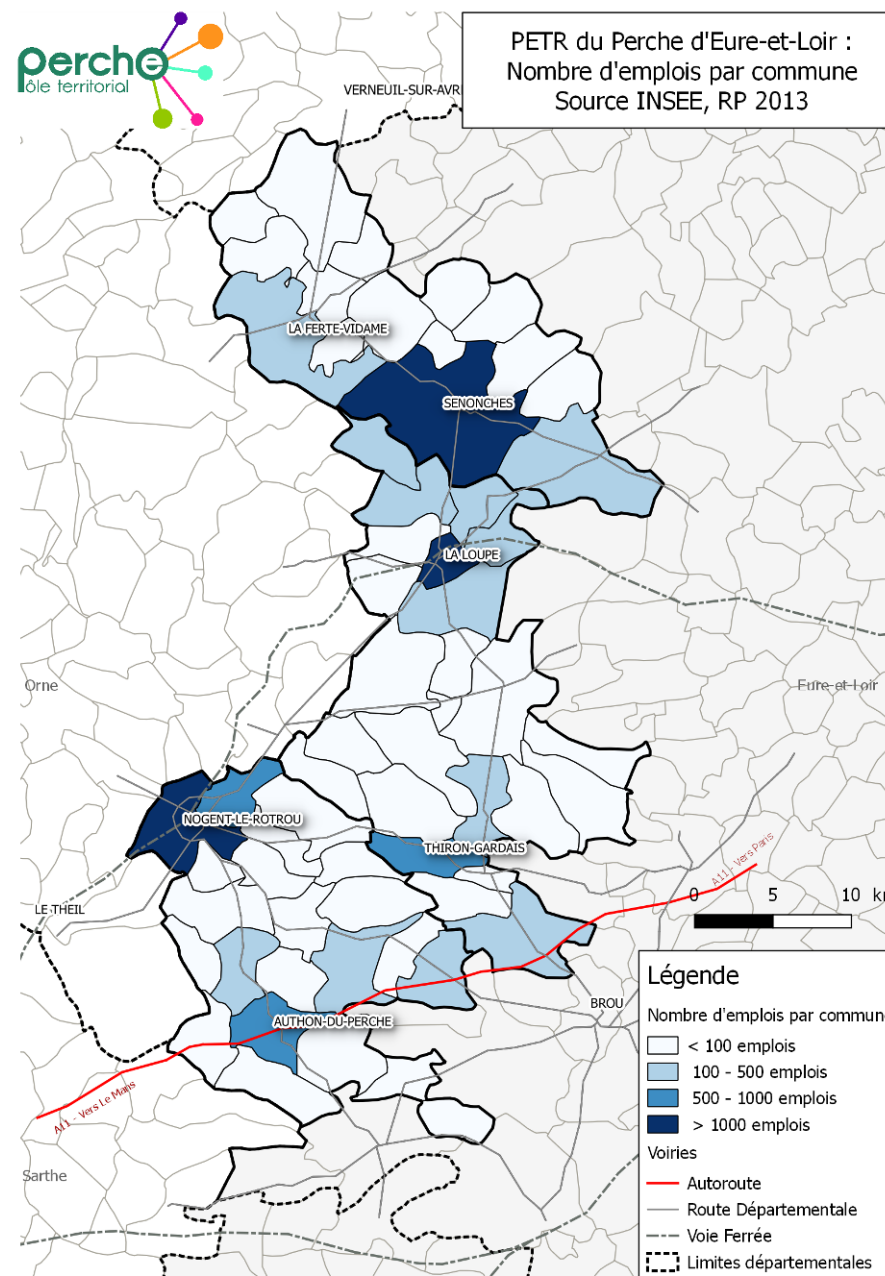 perche
Pôle territorial
PETR du Perche d'Eure-et-Loir :
Nombre d'emplois par commune
Source INSEE, RP 2013
VERNEUIL-SUR-AVR
LA FERTE-VIDAME
SENONCHES
LA LOUPE
Orne
Eure-et-Loir
NOGENT-LE-ROTROU
THIRON-GARDAIS
A11 - Vers Paris
LE THEIL
0 5 10 km
BROU
AUTHON-DU-PERCHE
A11 - Vers Le Mans
Sarthe
Légende
Nombre d'emplois par commune
< 100 emplois
100 - 500 emplois
500 - 1000 emplois
> 1000 emplois
Voiries
Autoroute
Route Départementale
Voie Ferrée
Limites départementales